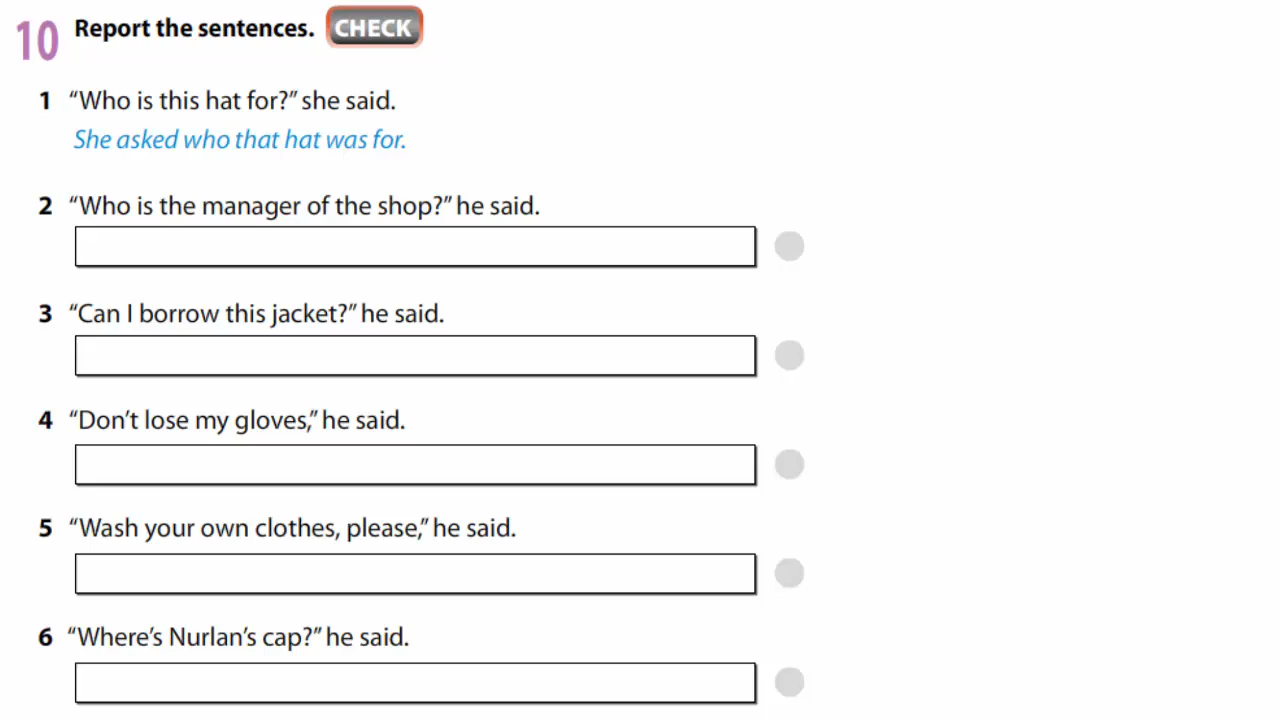 10 Report the sentences. CHECK
1 “Who is this hat for?” she said.
She asked who that hat was for.
2 “Who is the manager of the shop?” he said.
3 “Can I borrow this jacket?” he said.
4 “Don’t lose my gloves,” he said.
5 “Wash your own clothes, please,” he said.
6 “Where’s Nurlan’s cap?” he said.